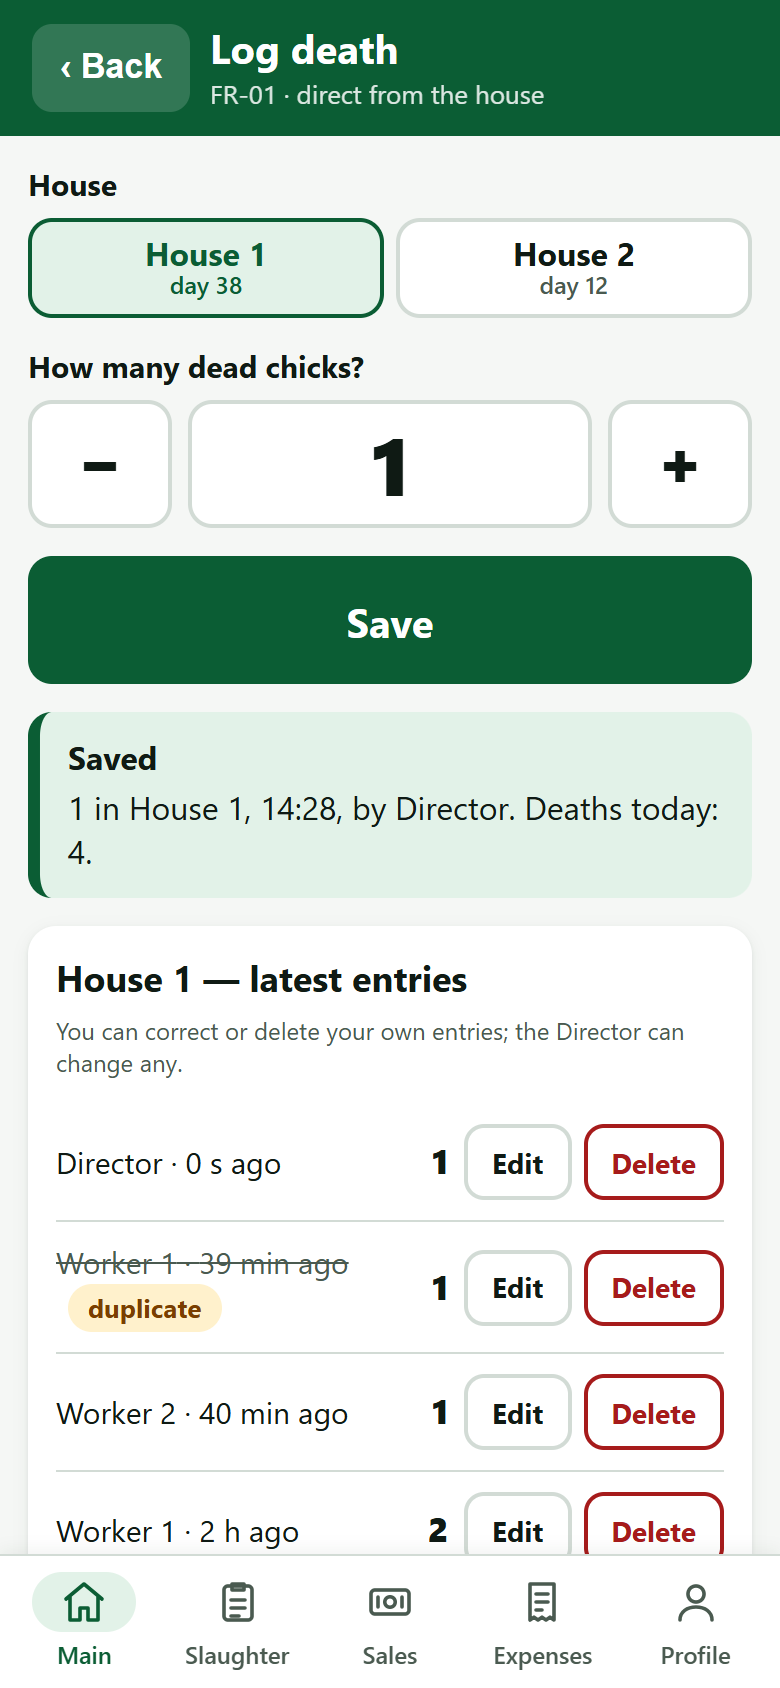 ‹ Back
Log death
FR-01 · direct from the house
House
House 1
day 38
House 2
day 12
How many dead chicks?
− 1 +
Save
Saved
1 in House 1, 14:28, by Director. Deaths today:
4.
House 1 — latest entries
You can correct or delete your own entries; the Director can
change any.
Director · 0 s ago 1 Edit Delete
Worker 1 · 39 min ago
duplicate
1 Edit Delete
Worker 2 · 40 min ago 1 Edit Delete
Worker 1 · 2 h ago 2 Edit Delete
Main Slaughter Sales Expenses Profile